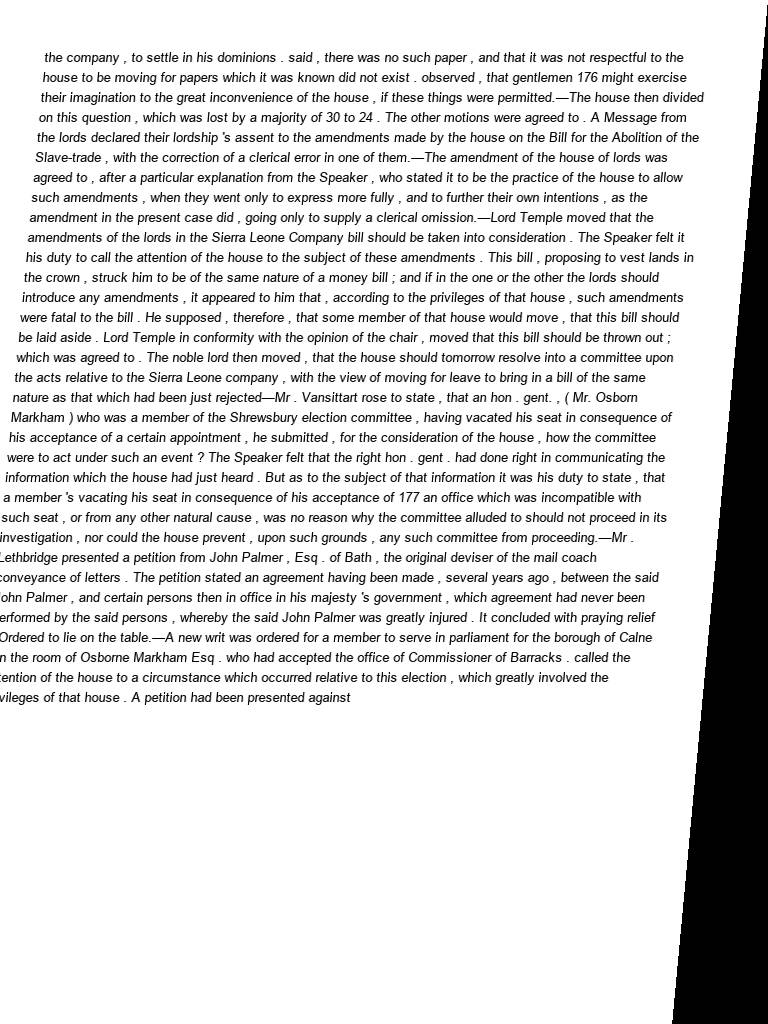 the company , to settle in his dominions . said , there was no such paper , and that it was not respectful to the
house to be moving for papers which it was known did not exist . observed , that gentlemen 176 might exercise
their imagination to the great inconvenience of the house , if these things were permitted.—The house then divided
on this question , which was lost by a majority of 30 to 24 . The other motions were agreed to . A Message from
the lords declared their lordship 's assent to the amendments made by the house on the Bill for the Abolition of the
Slave-trade , with the correction of a clerical error in one of them.—The amendment of the house of lords was
agreed to , after a particular explanation from the Speaker , who stated it to be the practice of the house to allow
such amendments , when they went only to express more fully , and to further their own intentions , as the
amendment in the present case did , going only to supply a clerical omission.—Lord Temple moved that the
amendments of the lords in the Sierra Leone Company bill should be taken into consideration . The Speaker felt it
his duty to call the attention of the house to the subject of these amendments . This bill , proposing to vest lands in
the crown , struck him to be of the same nature of a money bill ; and if in the one or the other the lords should
introduce any amendments , it appeared to him that , according to the privileges of that house , such amendments
were fatal to the bill . He supposed , therefore , that some member of that house would move , that this bill should
be laid aside . Lord Temple in conformity with the opinion of the chair , moved that this bill should be thrown out ;
which was agreed to . The noble lord then moved , that the house should tomorrow resolve into a committee upon
the acts relative to the Sierra Leone company , with the view of moving for leave to bring in a bill of the same
nature as that which had been just rejected—Mr . Vansittart rose to state , that an hon . gent. , ( Mr. Osborn
Markham ) who was a member of the Shrewsbury election committee , having vacated his seat in consequence of
his acceptance of a certain appointment , he submitted , for the consideration of the house , how the committee
were to act under such an event ? The Speaker felt that the right hon . gent . had done right in communicating the
information which the house had just heard . But as to the subject of that information it was his duty to state , that
a member 's vacating his seat in consequence of his acceptance of 177 an office which was incompatible with
such seat , or from any other natural cause , was no reason why the committee alluded to should not proceed in its
investigation , nor could the house prevent , upon such grounds , any such committee from proceeding.—Mr .
Lethbridge presented a petition from John Palmer , Esq . of Bath , the original deviser of the mail coach
conveyance of letters . The petition stated an agreement having been made , several years ago , between the said
John Palmer , and certain persons then in office in his majesty 's government , which agreement had never been
erformed by the said persons , whereby the said John Palmer was greatly injured . It concluded with praying relief
Ordered to lie on the table.—A new writ was ordered for a member to serve in parliament for the borough of Calne
n the room of Osborne Markham Esq . who had accepted the office of Commissioner of Barracks . called the
tention of the house to a circumstance which occurred relative to this election , which greatly involved the
vileges of that house . A petition had been presented against